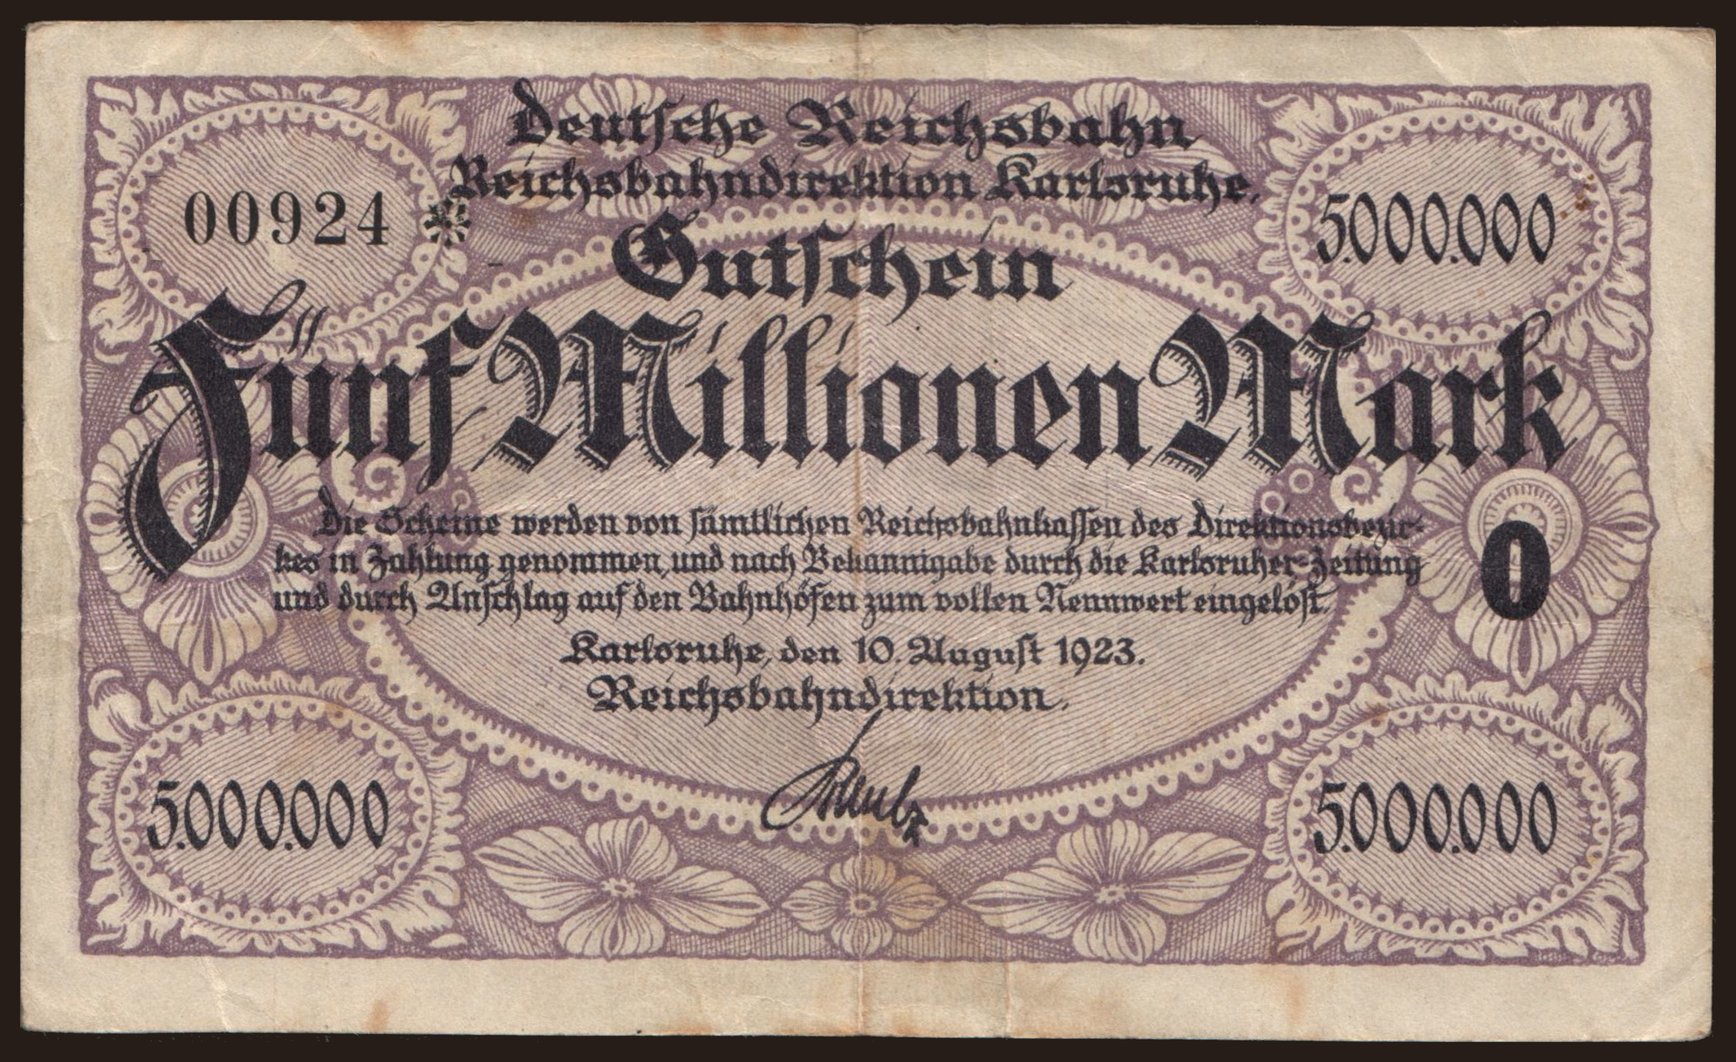 Deutsche Reichsbahn
Reichsbahndirektion Karlsruhe.
00924 *
5.000.000
Gutschein
Fünf Millionen Mark
Die Scheine werden von sämtlichen Reichsbahnkassen des Direktionsbezir-
kes in Zahlung genommen, und nach Bekanntgabe durch die Karlsruher-Zeitung
und durch Anschlag auf den Bahnhöfen zum vollen Nennwert eingelöst.
O
Karlsruhe, den 10. August 1923.
Reichsbahndirektion.
5.000.000
5.000.000